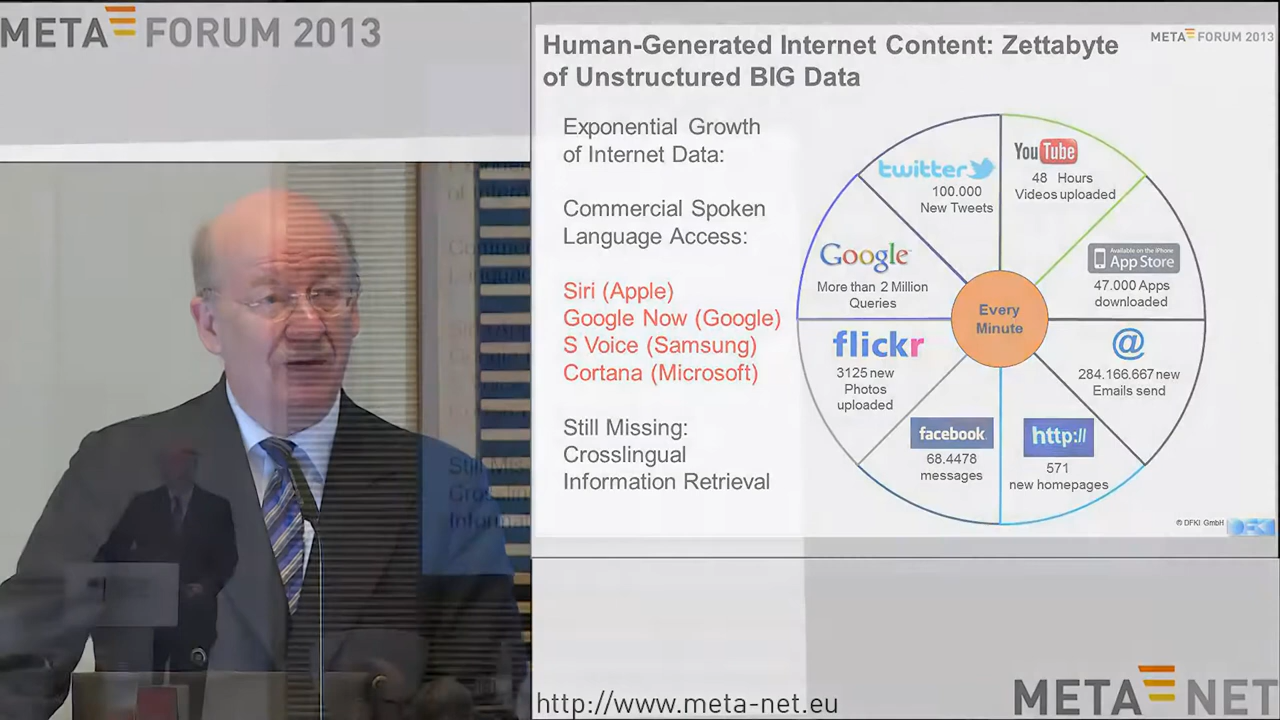 META FORUM 2013
Human-Generated Internet Content: Zettabyte
of Unstructured BIG Data
META FORUM 2013
Exponential Growth
of Internet Data:
Commercial Spoken
Language Access:
Siri (Apple)
Google Now (Google)
S Voice (Samsung)
Cortana (Microsoft)
Still Missing:
Crosslingual
Information Retrieval
twitter
100.000
New Tweets
YouTube
48 Hours
Videos uploaded
Available on the iPhone
App Store
47.000 Apps
downloaded
@
284.166.667 new
Emails send
http://
571
new homepages
facebook
68.4478
messages
flickr
3125 new
Photos
uploaded
Google
More than 2 Million
Queries
Every
Minute
© DFKI GmbH
DFKI
http://www.meta-net.eu
META NET